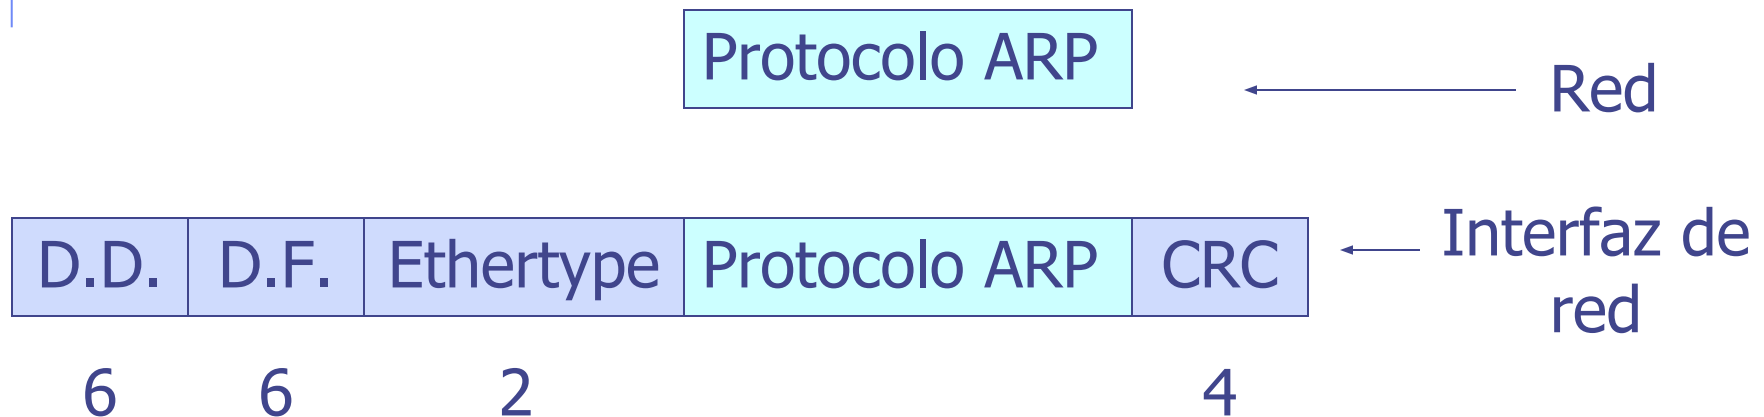 Protocolo ARP
Red
D.D. D.F. Ethertype Protocolo ARP CRC
Interfaz de
red
6 6 2 4